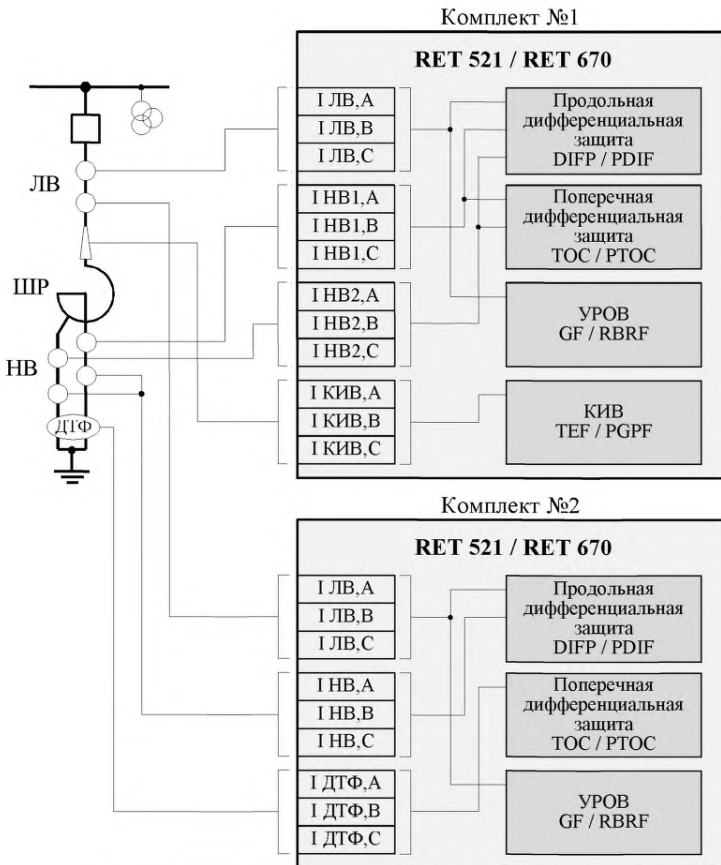 Комплект №1
RET 521 / RET 670
I ЛВ,А
I ЛВ,В
I ЛВ,С
Продольная
дифференциальная
защита
DIFP / PDIF
ЛВ
I НВ1,А
I НВ1,В
I НВ1,С
Поперечная
дифференциальная
защита
TOC / PTOC
ШР
I НВ2,А
I НВ2,В
I НВ2,С
УРОВ
GF / RBRF
НВ
I КИВ,А
I КИВ,В
I КИВ,С
КИВ
TEF / PGPF
ДТФ
Комплект №2
RET 521 / RET 670
I ЛВ,А
I ЛВ,В
I ЛВ,С
Продольная
дифференциальная
защита
DIFP / PDIF
I НВ,А
I НВ,В
I НВ,С
Поперечная
дифференциальная
защита
TOC / PTOC
I ДТФ,А
I ДТФ,В
I ДТФ,С
УРОВ
GF / RBRF